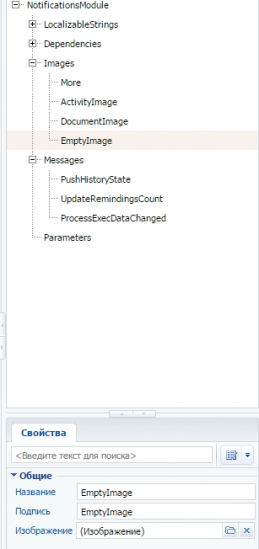 NotificationsModule
LocalizableStrings
Dependencies
Images
More
ActivityImage
DocumentImage
EmptyImage
Messages
PushHistoryState
UpdateRemindingsCount
ProcessExecDataChanged
Parameters
Свойства
<Введите текст для поиска>
Общие
Название EmptyImage
Подпись EmptyImage
Изображение (Изображение)